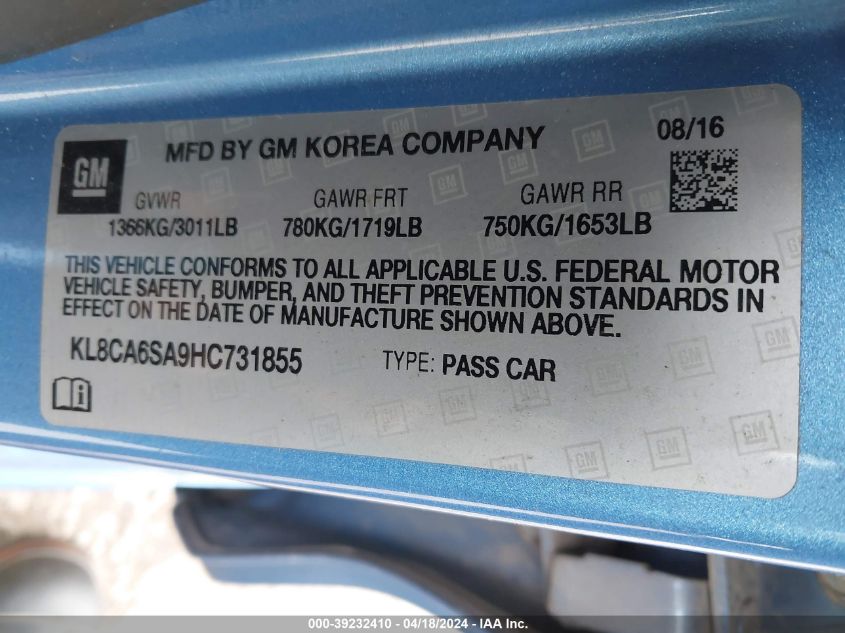 GM
MFD BY GM KOREA COMPANY
08/16
GVWR GAWR FRT GAWR RR
1366KG/3011LB 780KG/1719LB 750KG/1653LB
THIS VEHICLE CONFORMS TO ALL APPLICABLE U.S. FEDERAL MOTOR
VEHICLE SAFETY, BUMPER, AND THEFT PREVENTION STANDARDS IN
EFFECT ON THE DATE OF MANUFACTURE SHOWN ABOVE.
KL8CA6SA9HC731855 TYPE: PASS CAR
000-39232410 - 04/18/2024 - IAA Inc.